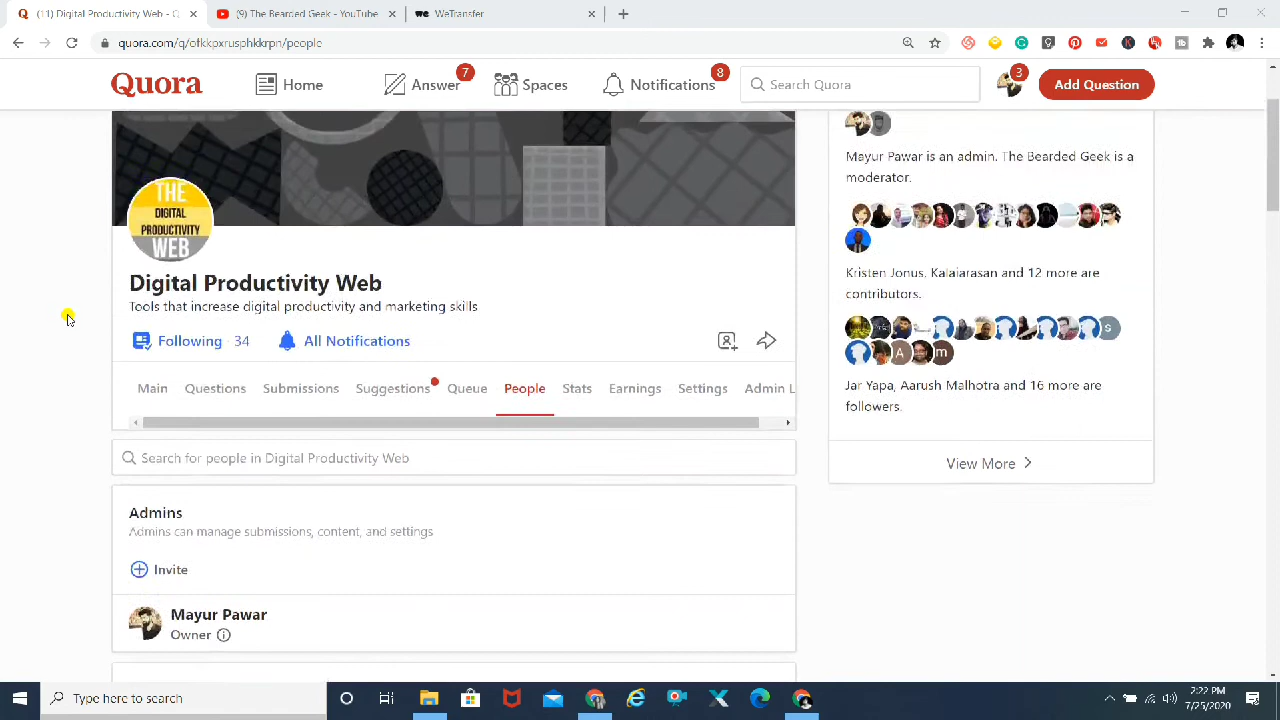 (11) Digital Productivity Web - Q
(9) The Bearded Geek - YouTube
WeTransfer
quora.com/q/ofkkpxrusphkkrpn/people
Quora
Home
Answer
7
Spaces
Notifications
8
Search Quora
3
Add Question
THE
DIGITAL
PRODUCTIVITY
WEB
Digital Productivity Web
Tools that increase digital productivity and marketing skills
Following · 34
All Notifications
Main
Questions
Submissions
Suggestions
Queue
People
Stats
Earnings
Settings
Admin L
Search for people in Digital Productivity Web
Admins
Admins can manage submissions, content, and settings
Invite
Mayur Pawar
Owner
Mayur Pawar is an admin. The Bearded Geek is a
moderator.
Kristen Jonus, Kalaiarasan and 12 more are
contributors.
s
A
m
Jar Yapa, Aarush Malhotra and 16 more are
followers.
View More
Type here to search
2:22 PM
7/25/2020